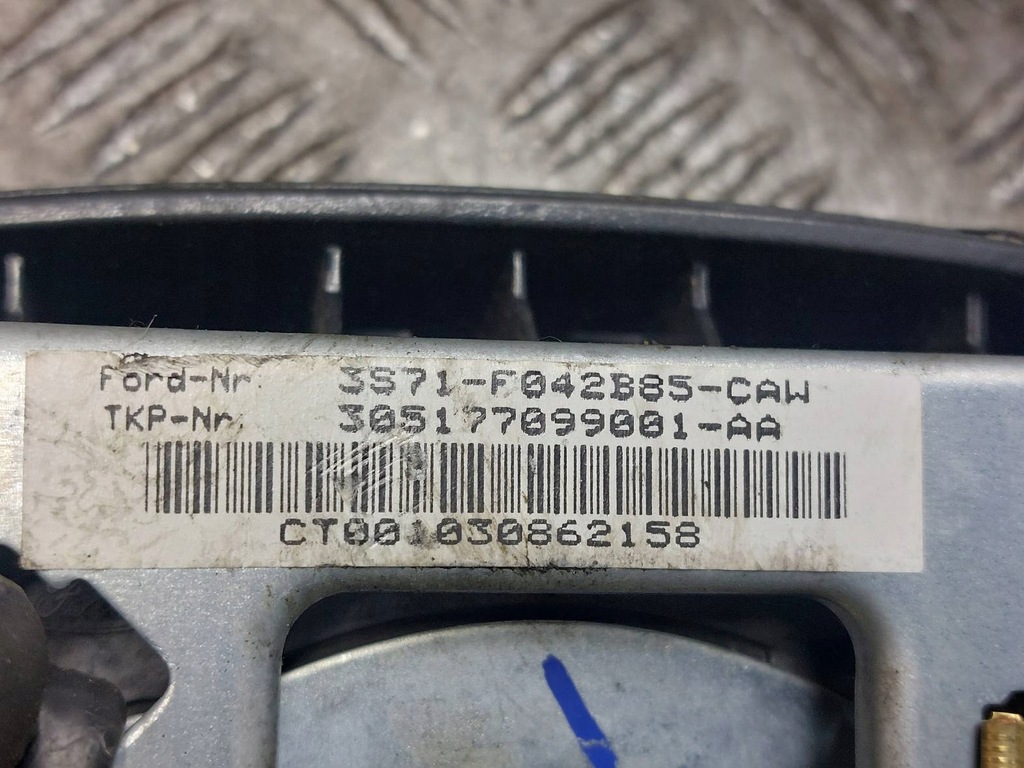 Ford-Nr. 3S71-F042B85-CAW
TKP-Nr. 305177099001-AA
CT001030862158